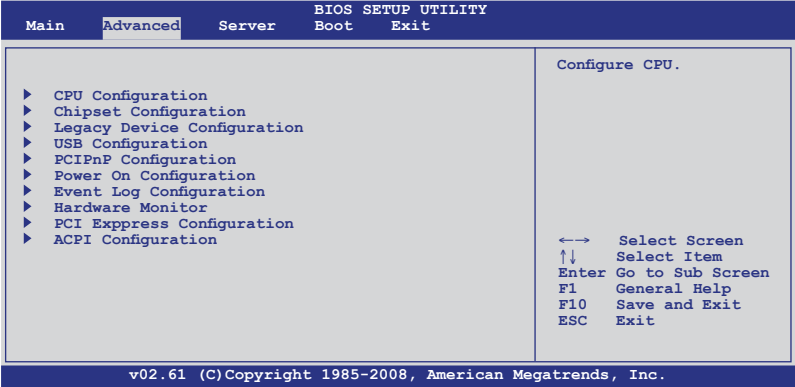 BIOS SETUP UTILITY
Main Advanced Server Boot Exit
Configure CPU.
CPU Configuration
Chipset Configuration
Legacy Device Configuration
USB Configuration
PCIPnP Configuration
Power On Configuration
Event Log Configuration
Hardware Monitor
PCI Exppress Configuration
ACPI Configuration
←→ Select Screen
↑↓ Select Item
Enter Go to Sub Screen
F1 General Help
F10 Save and Exit
ESC Exit
v02.61 (C)Copyright 1985-2008, American Megatrends, Inc.